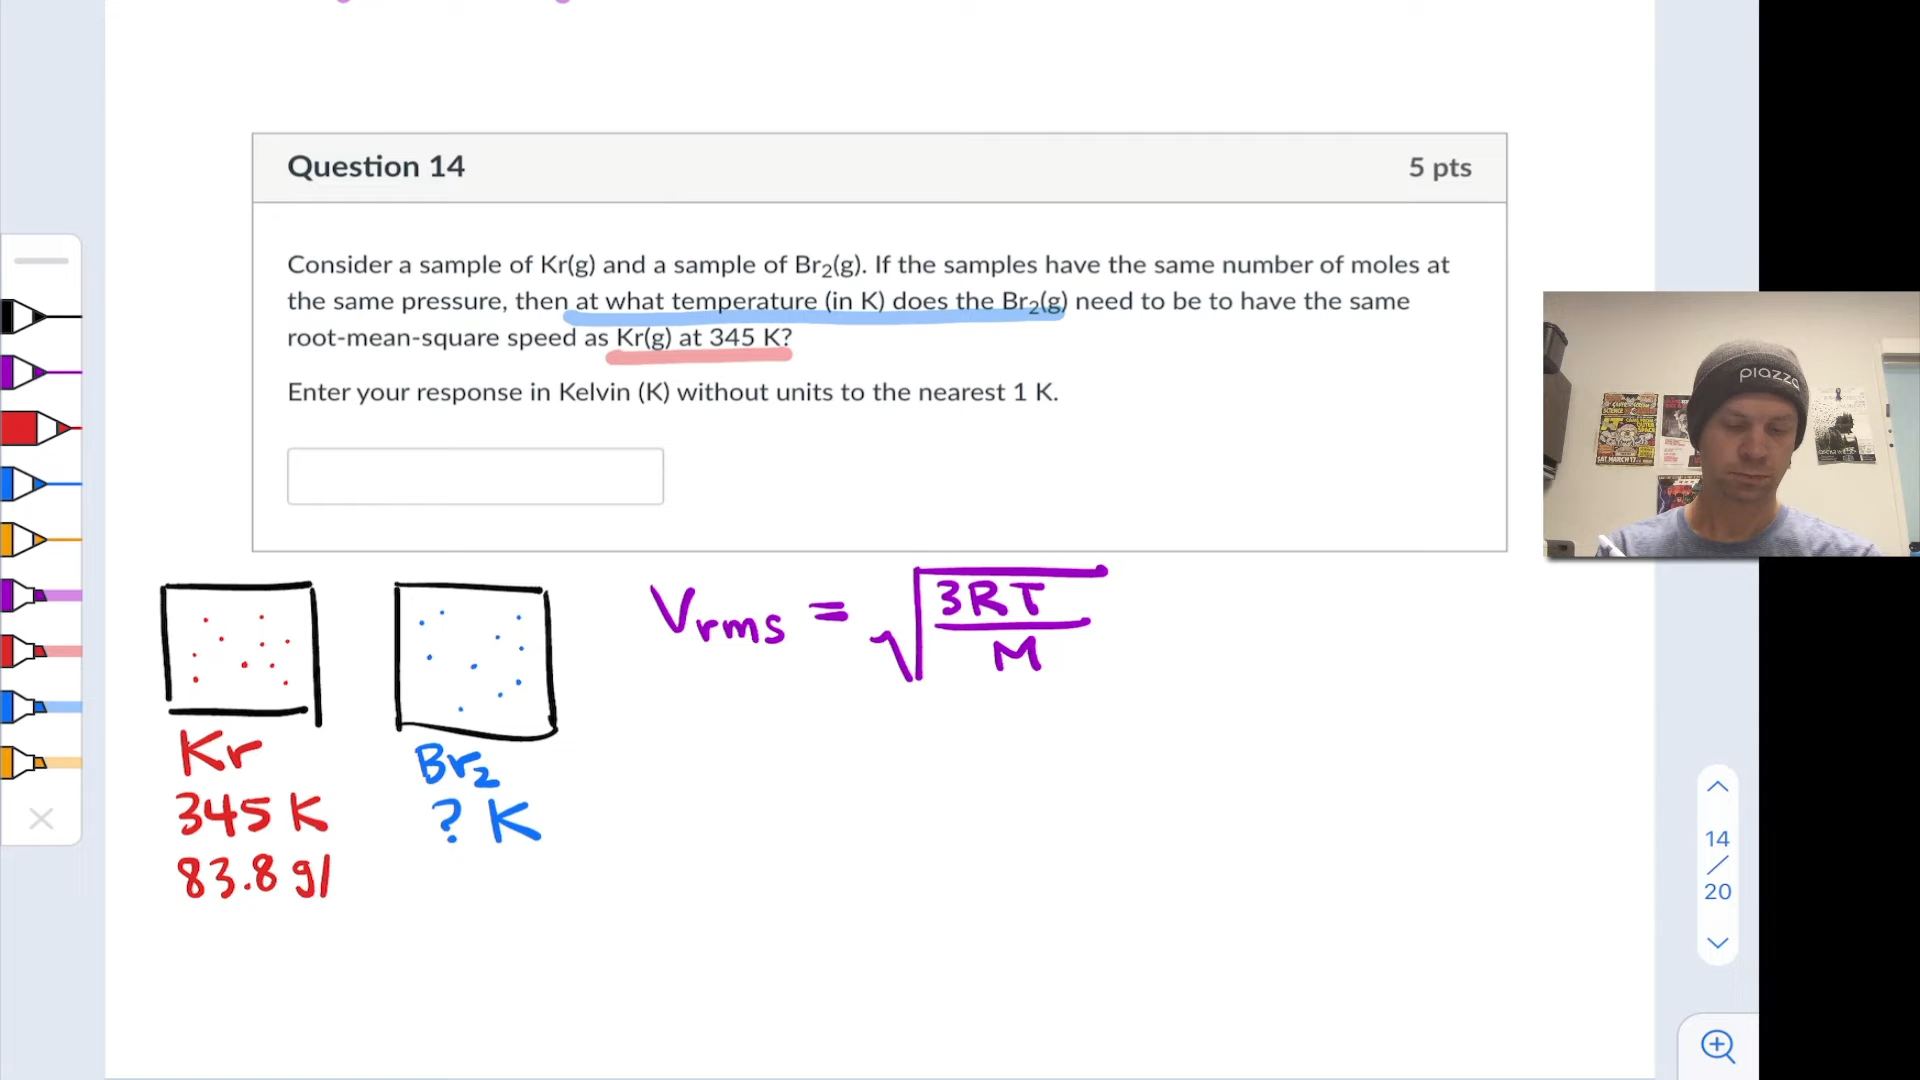 Question 14
5 pts
Consider a sample of Kr(g) and a sample of Br₂(g). If the samples have the same number of moles at
the same pressure, then at what temperature (in K) does the Br₂(g) need to be to have the same
root-mean-square speed as Kr(g) at 345 K?
Enter your response in Kelvin (K) without units to the nearest 1 K.
Vrms = √(3RT/M)
Kr
345 K
83.8 g/
Br₂
? K
piazza
SAT. MARCH 17
14
/
20